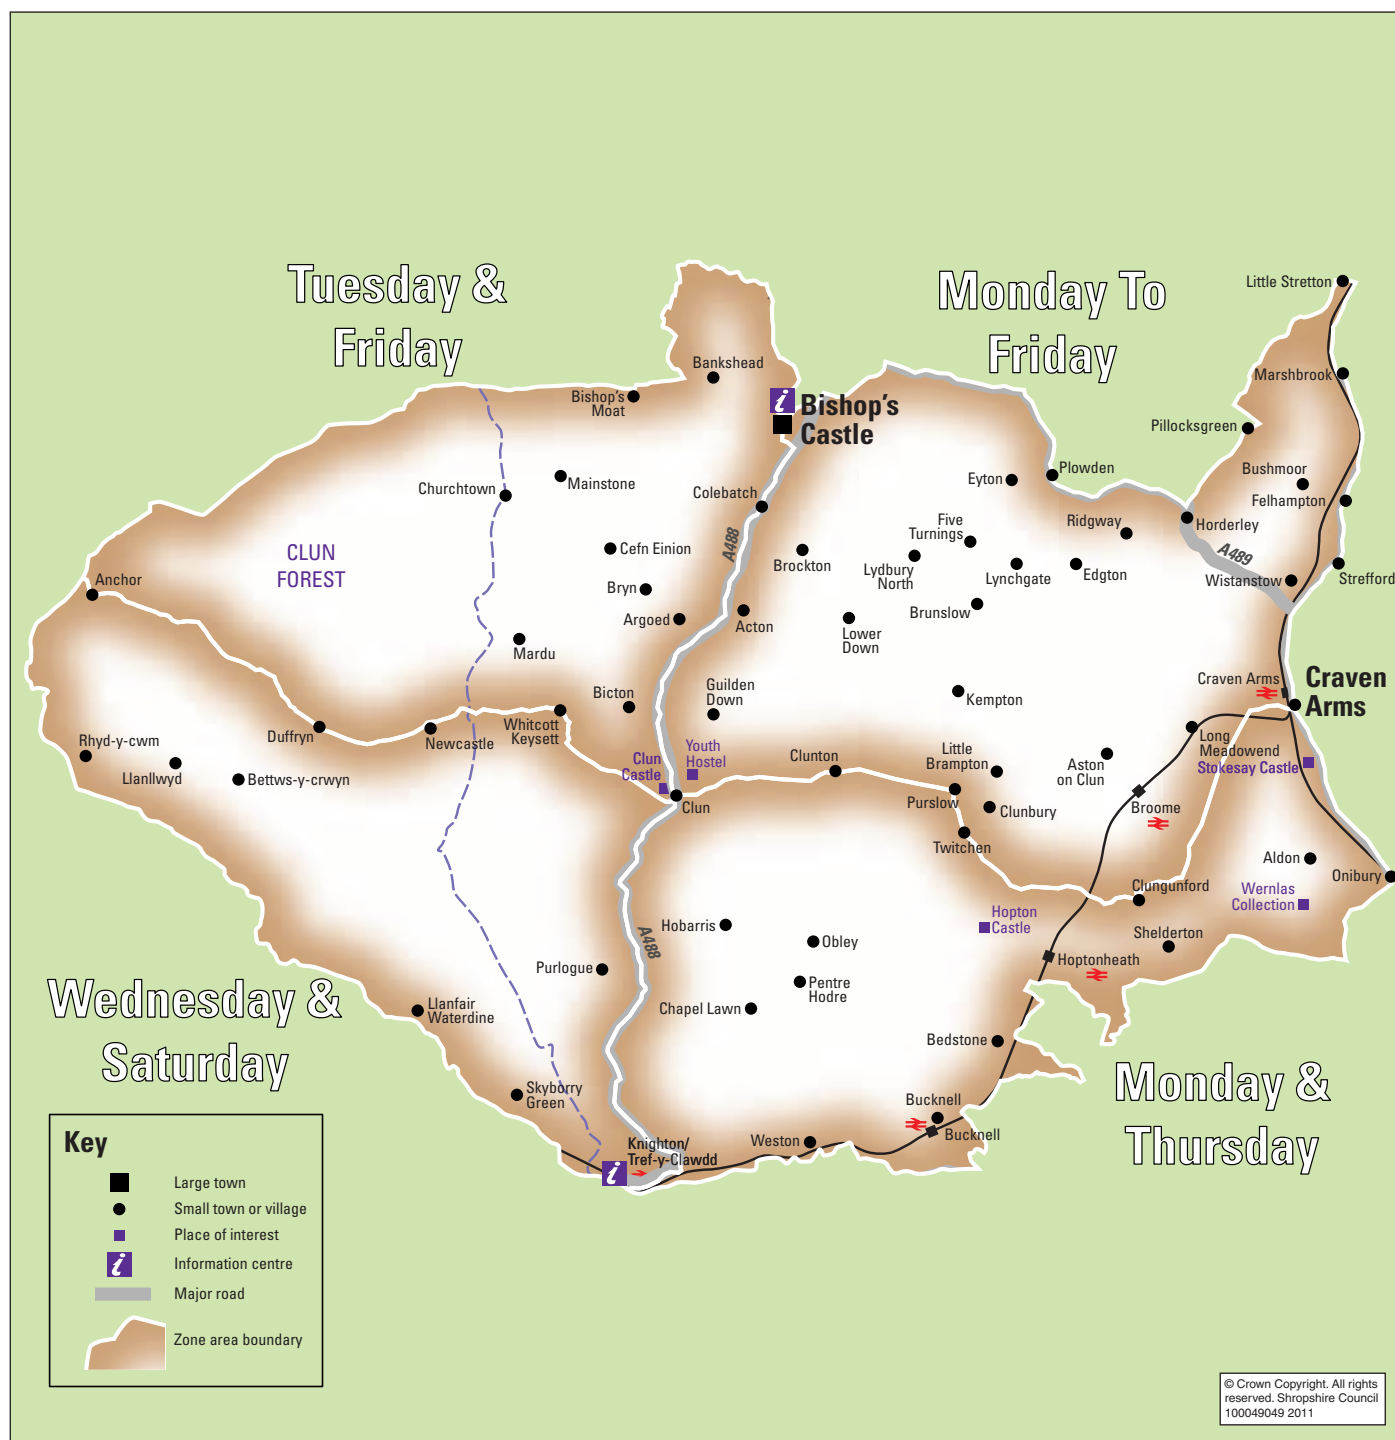 Tuesday &
Friday
Monday To
Friday
Little Stretton
Bankshead
Marshbrook
Bishop's
Moat
i
Bishop's
Castle
Pillocksgreen
Churchtown
Mainstone
Colebatch
Eyton
Plowden
Bushmoor
Felhampton
A488
Five
Turnings
Ridgway
Horderley
A489
CLUN
FOREST
Cefn Einion
Brockton
Lydbury
North
Lynchgate
Edgton
Wistanstow
Strefford
Anchor
Bryn
Argoed
Acton
Lower
Down
Brunslow
Mardu
Bicton
Guilden
Down
Kempton
Craven Arms
Craven
Arms
Rhyd-y-cwm
Llanllwyd
Bettws-y-crwyn
Duffryn
Newcastle
Whitcott
Keysett
Clun
Castle
Youth
Hostel
Clun
Clunton
Little
Brampton
Purslow
Clunbury
Twitchen
Aston
on Clun
Long
Meadowend
Stokesay Castle
Broome
Aldon
Onibury
Clungunford
Wernlas
Collection
Hobarris
Obley
Hopton
Castle
Shelderton
Hoptonheath
A488
Purlogue
Pentre
Hodre
Chapel Lawn
Wednesday &
Saturday
Llanfair
Waterdine
Bedstone
Monday &
Thursday
Skyborry
Green
Bucknell
Bucknell
Weston
Knighton/
Tref-y-Clawdd
i
Key
Large town
Small town or village
Place of interest
i
Information centre
Major road
Zone area boundary
© Crown Copyright. All rights
reserved. Shropshire Council
100049049 2011